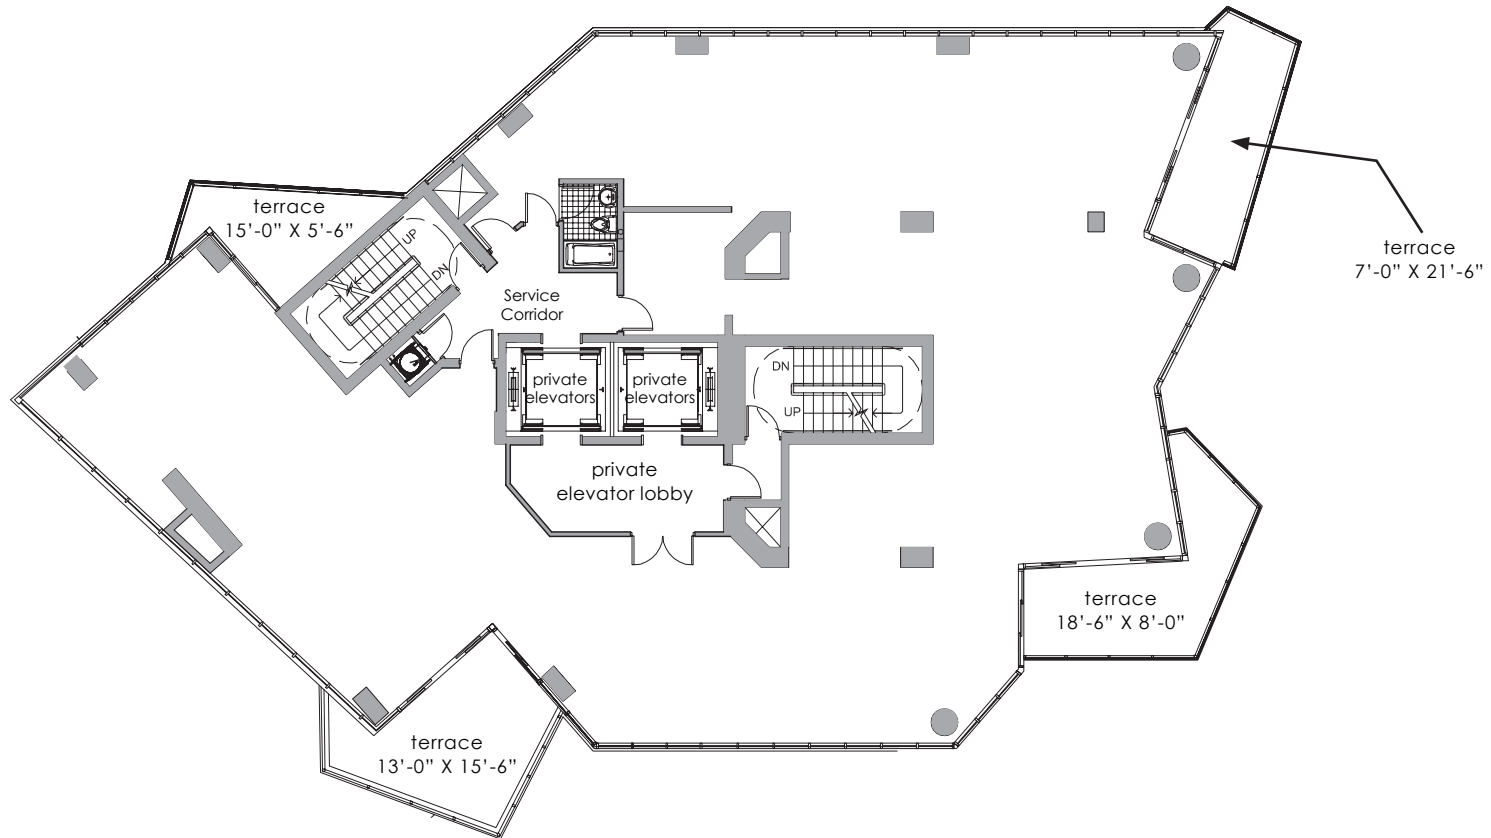 terrace
15’-0” X 5’-6”
UP
DN
Service
Corridor
terrace
7’-0” X 21’-6”
private
elevators
private
elevators
DN
UP
private
elevator lobby
terrace
18’-6” X 8’-0”
terrace
13’-0” X 15’-6”